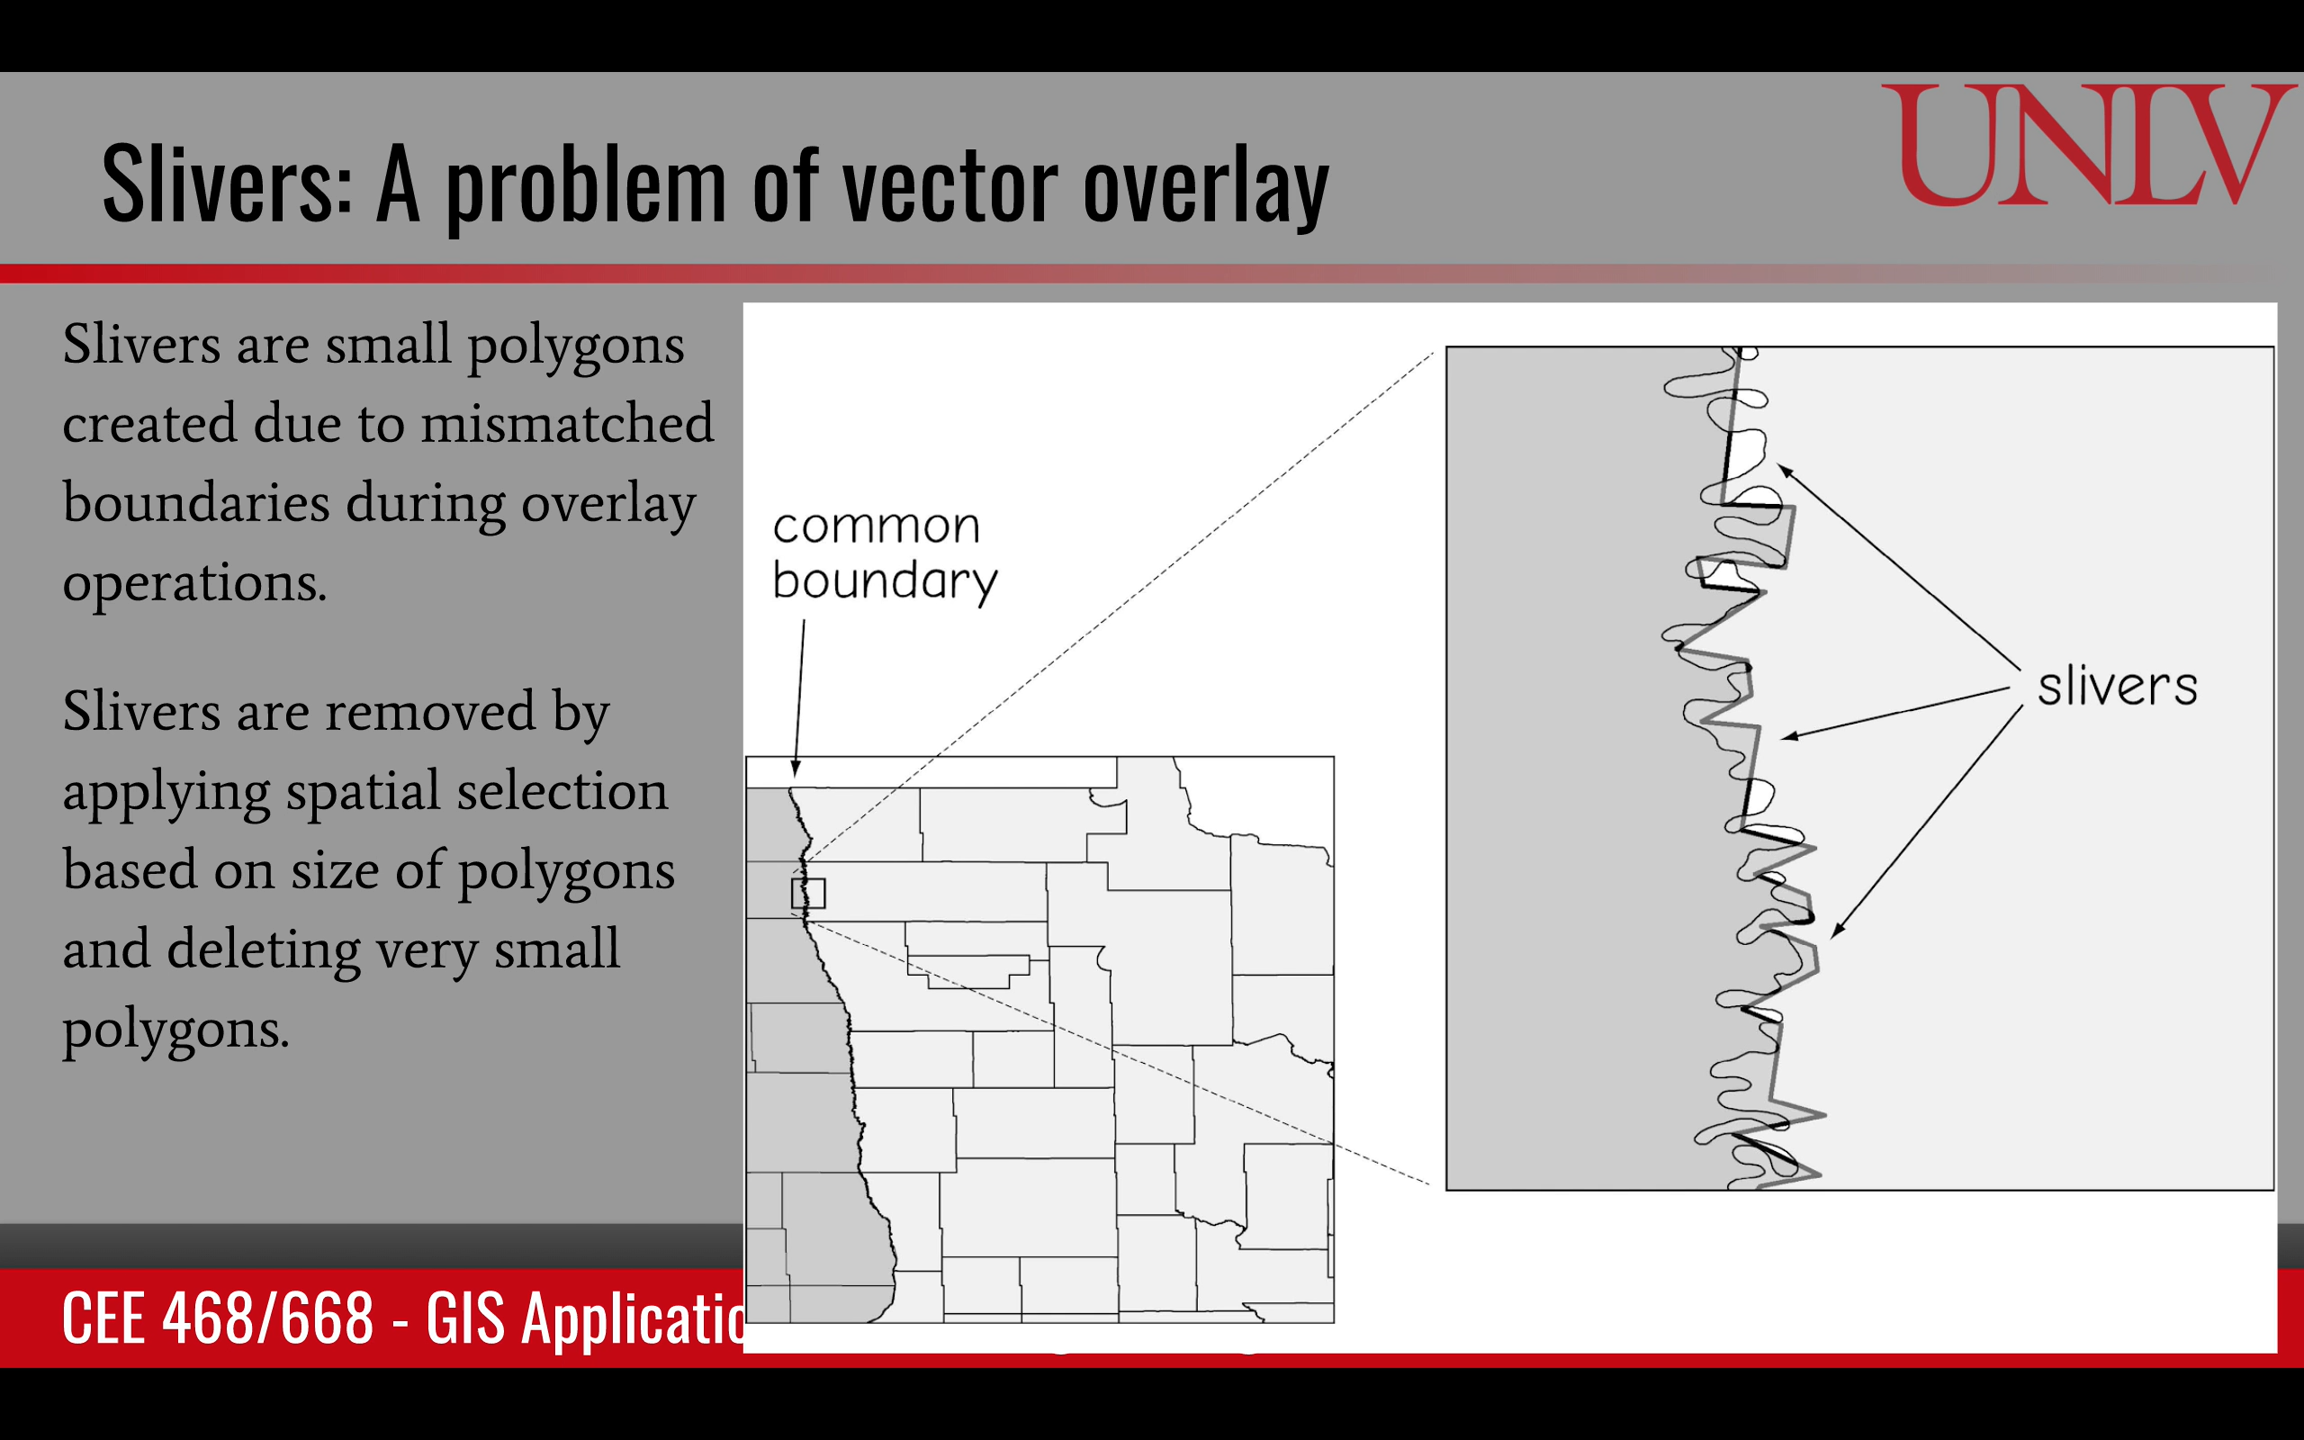 UNLV
Slivers: A problem of vector overlay
Slivers are small polygons
created due to mismatched
boundaries during overlay
operations.
Slivers are removed by
applying spatial selection
based on size of polygons
and deleting very small
polygons.
common
boundary
slivers
CEE 468/668 - GIS Applicatio